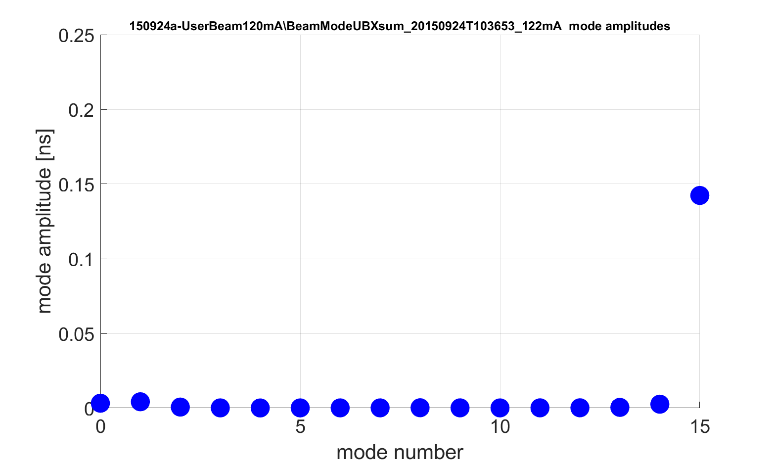 150924a-UserBeam120mA\BeamModeUBXsum_20150924T103653_122mA mode amplitudes
0.25
0.2
0.15
0.1
0.05
0
mode amplitude [ns]
0 5 10 15
mode number